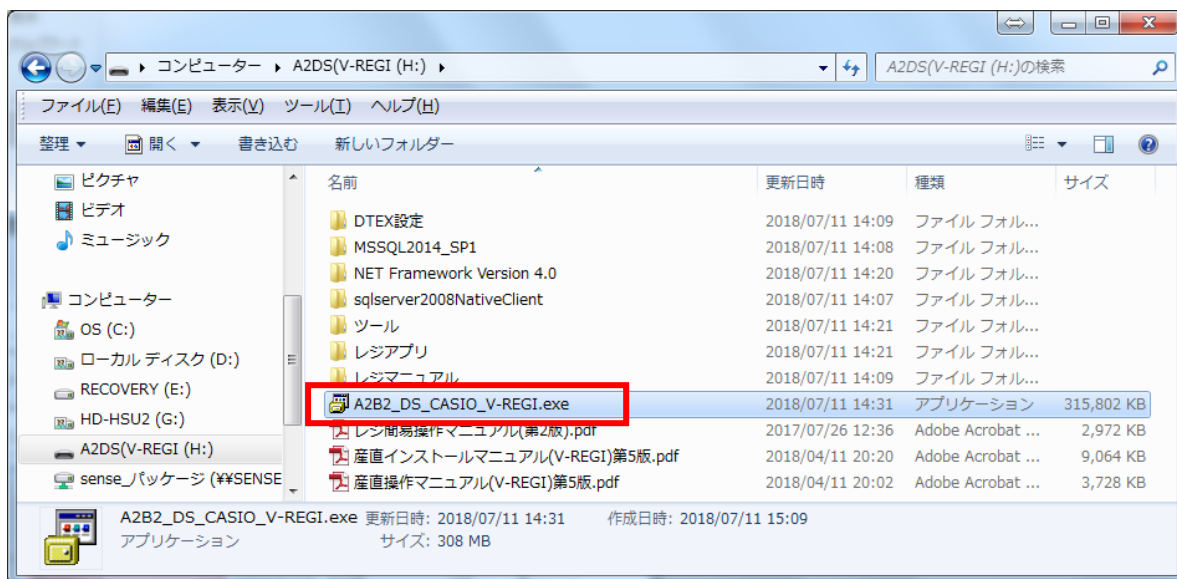 コンピューター ▸ A2DS(V-REGI (H:) ▸
A2DS(V-REGI (H:)の検索
ファイル(F) 編集(E) 表示(V) ツール(T) ヘルプ(H)
整理 開く 書き込む 新しいフォルダー
ピクチャ
ビデオ
ミュージック
コンピューター
OS (C:)
ローカル ディスク (D:)
RECOVERY (E:)
HD-HSU2 (G:)
A2DS(V-REGI (H:)
sense_パッケージ (¥¥SENSE
名前 更新日時 種類 サイズ
DTEX設定 2018/07/11 14:09 ファイル フォル...
MSSQL2014_SP1 2018/07/11 14:08 ファイル フォル...
NET Framework Version 4.0 2018/07/11 14:20 ファイル フォル...
sqlserver2008NativeClient 2018/07/11 14:07 ファイル フォル...
ツール 2018/07/11 14:21 ファイル フォル...
レジアプリ 2018/07/11 14:21 ファイル フォル...
レジマニュアル 2018/07/11 14:09 ファイル フォル...
A2B2_DS_CASIO_V-REGI.exe 2018/07/11 14:31 アプリケーション 315,802 KB
レジ簡易操作マニュアル(第2版).pdf 2017/07/26 12:36 Adobe Acrobat ... 2,972 KB
産直インストールマニュアル(V-REGI)第5版.pdf 2018/04/11 20:20 Adobe Acrobat ... 9,064 KB
産直操作マニュアル(V-REGI)第5版.pdf 2018/04/11 20:02 Adobe Acrobat ... 3,728 KB
A2B2_DS_CASIO_V-REGI.exe 更新日時: 2018/07/11 14:31 作成日時: 2018/07/11 15:09
アプリケーション サイズ: 308 MB